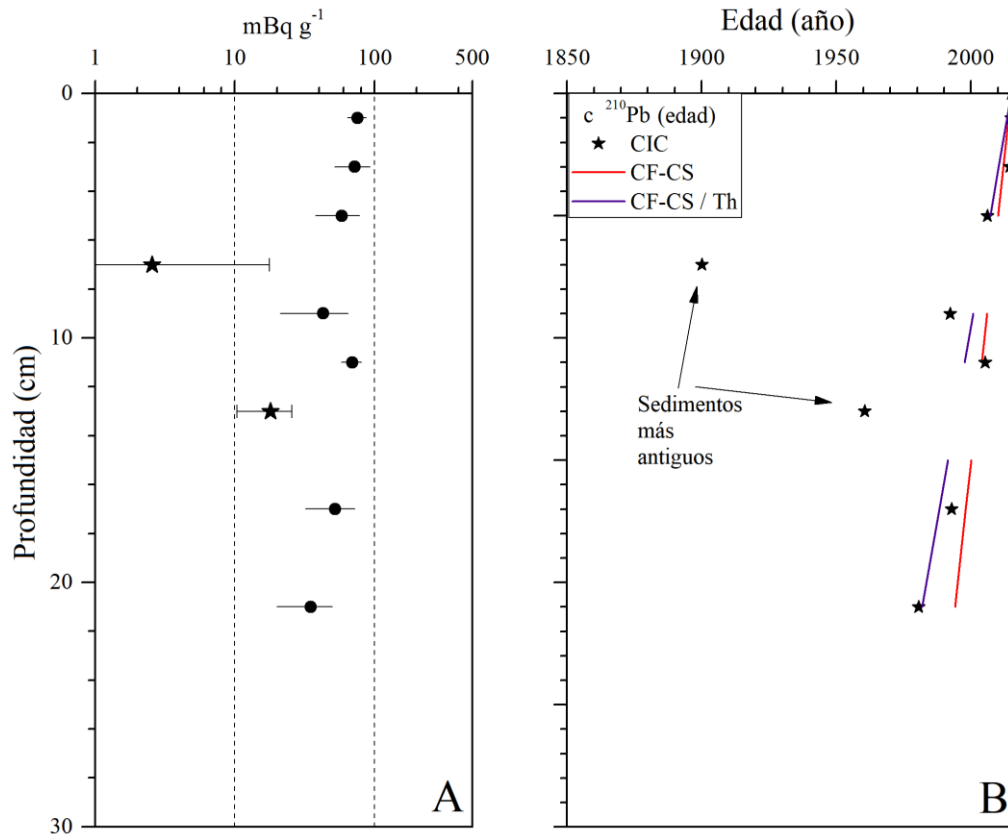 mBq g⁻¹
1 10 100 500
0
10
20
30
Profundidad (cm)
A
Edad (año)
1850 1900 1950 2000
c ²¹⁰Pb (edad)
CIC
CF-CS
CF-CS / Th
Sedimentos
más
antiguos
B